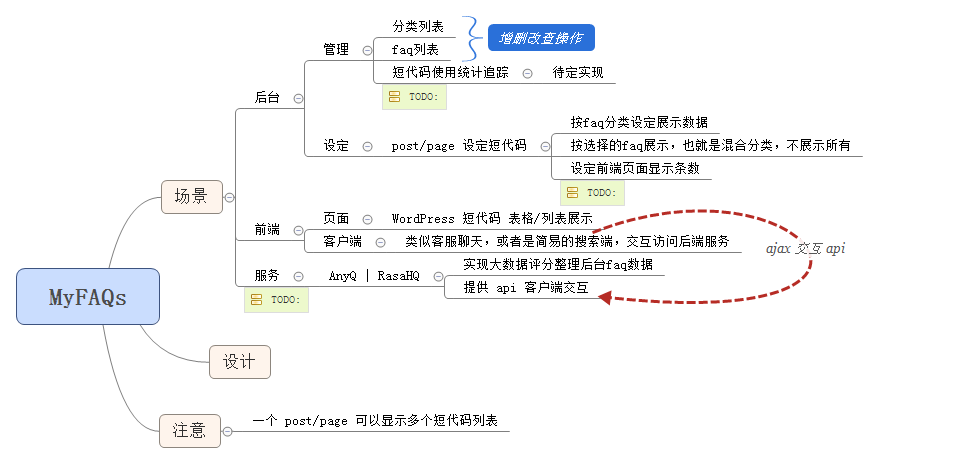 MyFAQs
场景
后台
管理
分类列表
faq列表
增删改查操作
短代码使用统计追踪
待定实现
TODO:
设定
post/page 设定短代码
按faq分类设定展示数据
按选择的faq展示，也就是混合分类，不展示所有
设定前端页面显示条数
TODO:
前端
页面
WordPress 短代码 表格/列表展示
客户端
类似客服聊天，或者是简易的搜索端，交互访问后端服务
ajax 交互 api
服务
AnyQ | RasaHQ
实现大数据评分整理后台faq数据
提供 api 客户端交互
TODO:
设计
注意
一个 post/page 可以显示多个短代码列表